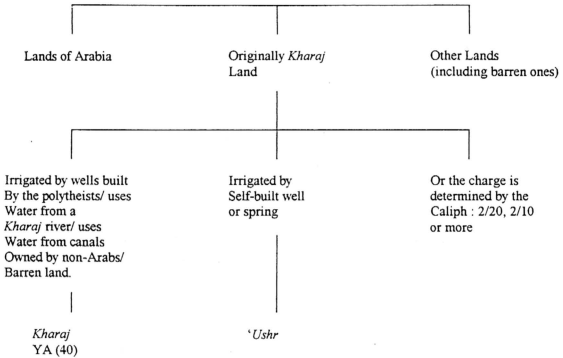 Lands of Arabia
Originally Kharaj
Land
Other Lands
(including barren ones)
Irrigated by wells built
By the polytheists/ uses
Water from a
Kharaj river/ uses
Water from canals
Owned by non-Arabs/
Barren land.
Irrigated by
Self-built well
or spring
Or the charge is
determined by the
Caliph : 2/20, 2/10
or more
Kharaj
YA (40)
‘Ushr